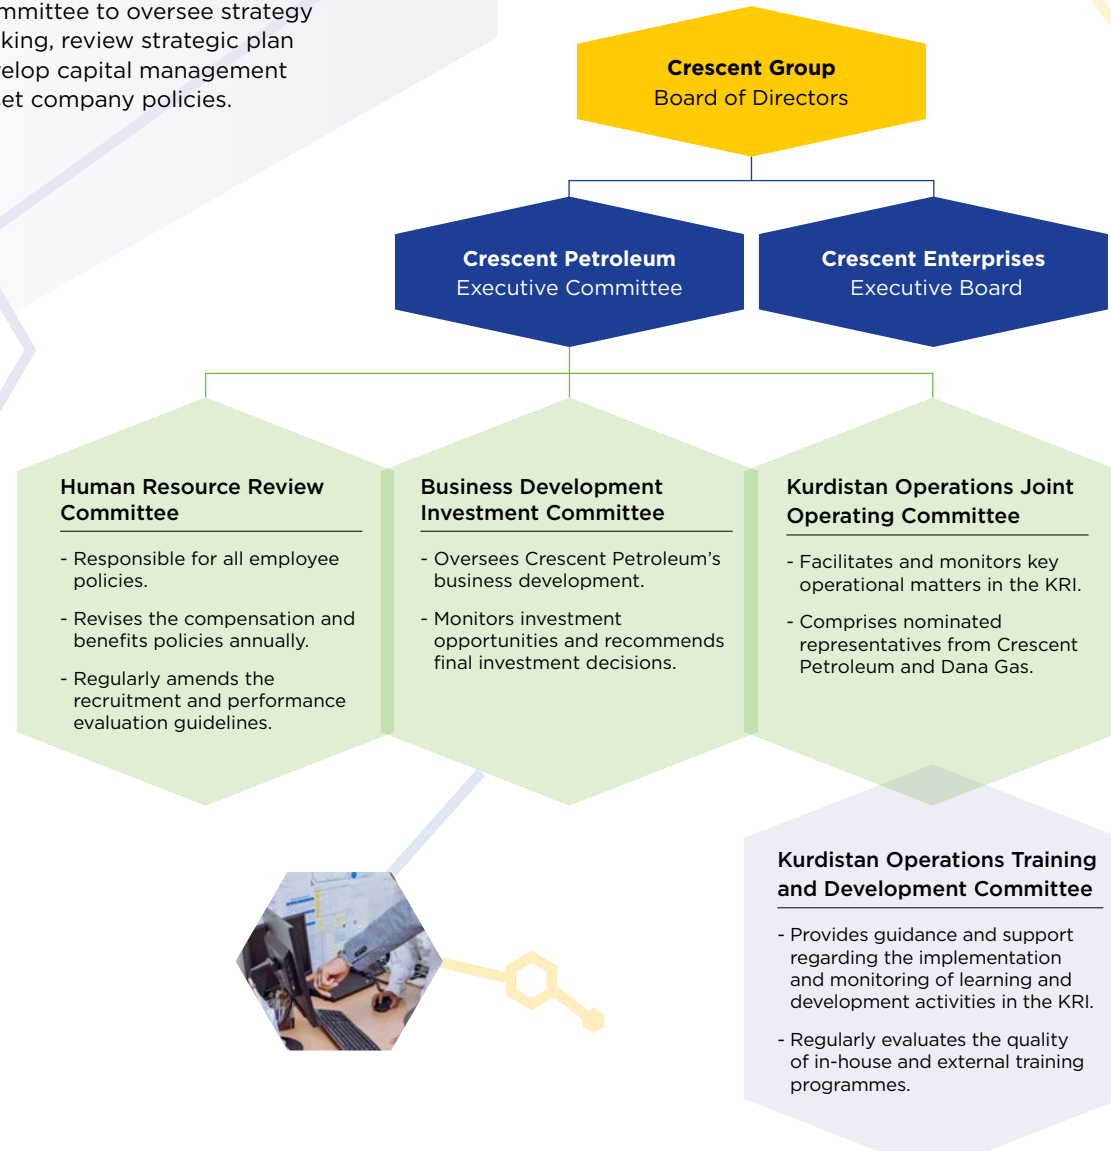 to oversee strategy
review strategic plan
capital management
company policies.
Crescent Group
Board of Directors
Crescent Petroleum
Executive Committee
Crescent Enterprises
Executive Board
Human Resource Review
Committee
- Responsible for all employee
policies.
- Revises the compensation and
benefits policies annually.
- Regularly amends the
recruitment and performance
evaluation guidelines.
Business Development
Investment Committee
- Oversees Crescent Petroleum’s
business development.
- Monitors investment
opportunities and recommends
final investment decisions.
Kurdistan Operations Joint
Operating Committee
- Facilitates and monitors key
operational matters in the KRI.
- Comprises nominated
representatives from Crescent
Petroleum and Dana Gas.
Kurdistan Operations Training
and Development Committee
- Provides guidance and support
regarding the implementation
and monitoring of learning and
development activities in the KRI.
- Regularly evaluates the quality
of in-house and external training
programmes.